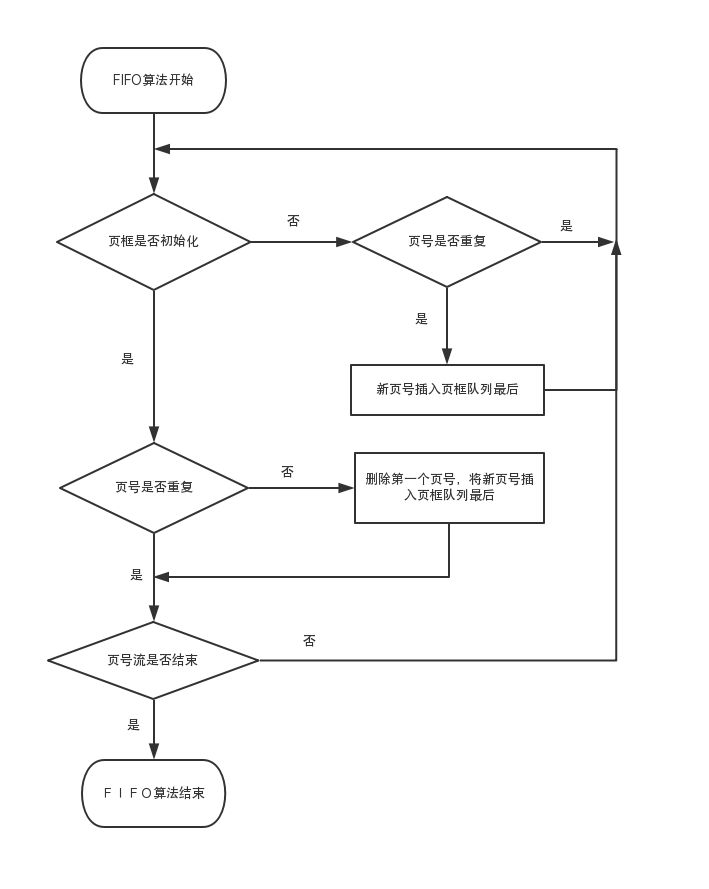 FIFO算法开始
页框是否初始化
否
页号是否重复
是
是
新页号插入页框队列最后
是
页号是否重复
否
删除第一个页号，将新页号插
入页框队列最后
是
页号流是否结束
否
是
ＦＩＦＯ算法结束